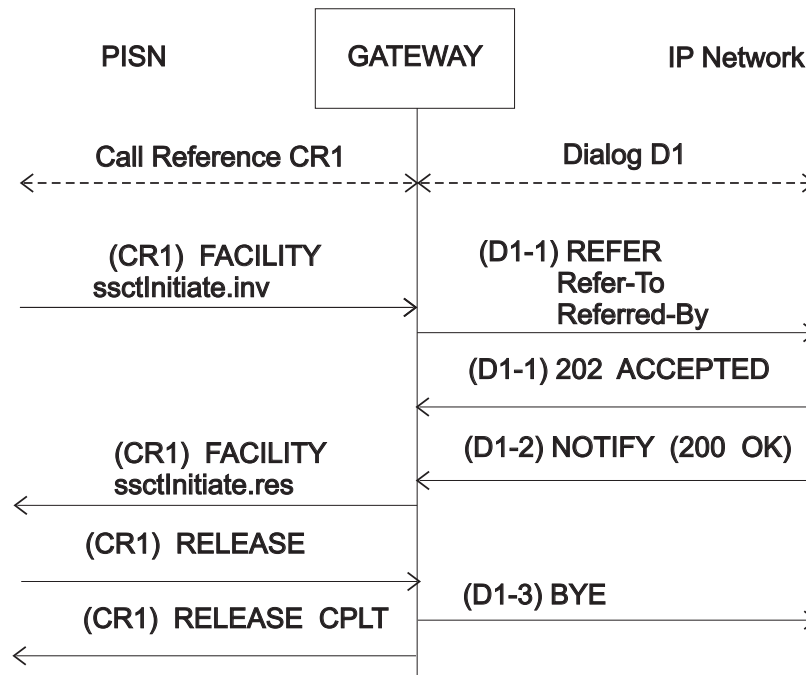 PISN
GATEWAY
IP Network
Call Reference CR1
Dialog D1
(CR1) FACILITY
ssctInitiate.inv
(D1-1) REFER
Refer-To
Referred-By
(D1-1) 202 ACCEPTED
(D1-2) NOTIFY (200 OK)
(CR1) FACILITY
ssctInitiate.res
(CR1) RELEASE
(D1-3) BYE
(CR1) RELEASE CPLT